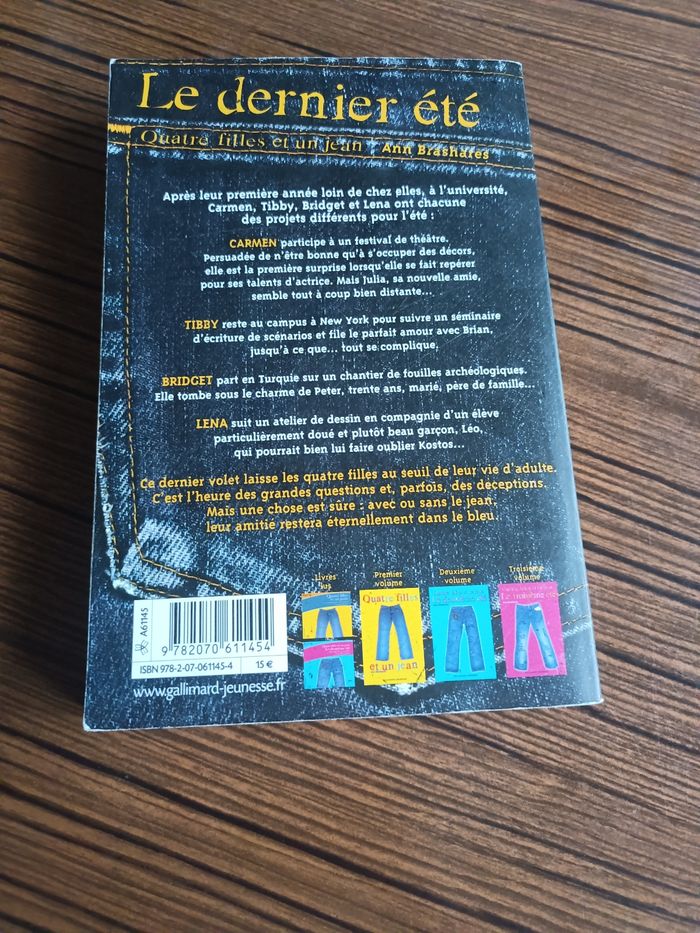 Le dernier été
Quatre filles et un jean Ann Brashares
Après leur première année loin de chez elles, à l'université,
Carmen, Tibby, Bridget et Lena ont chacune
des projets différents pour l'été :
CARMEN participe à un festival de théâtre.
Persuadée de n'être bonne qu'à s'occuper des décors,
elle est la première surprise lorsqu'elle se fait repérer
pour ses talents d'actrice. Mais Julia, sa nouvelle amie,
semble tout à coup bien distante...
TIBBY reste au campus à New York pour suivre un séminaire
d'écriture de scénarios et file le parfait amour avec Brian,
jusqu'à ce que... tout se complique.
BRIDGET part en Turquie sur un chantier de fouilles archéologiques.
Elle tombe sous le charme de Peter, trente ans, marié, père de famille...
LENA suit un atelier de dessin en compagnie d'un élève
particulièrement doué et plutôt beau garçon, Léo,
qui pourrait bien lui faire oublier Kostos...
Ce dernier volet laisse les quatre filles au seuil de leur vie d'adulte.
C'est l'heure des grandes questions et, parfois, des déceptions.
Mais une chose est sûre : avec ou sans le jean,
leur amitié restera éternellement dans le bleu...
Livres
lus
Premier
volume
Deuxième
volume
Troisième
volume
Quatre filles
et un jean
Le troisième été
A61145
9 782070 611454
ISBN 978-2-07-061145-4
15 €
www.gallimard-jeunesse.fr